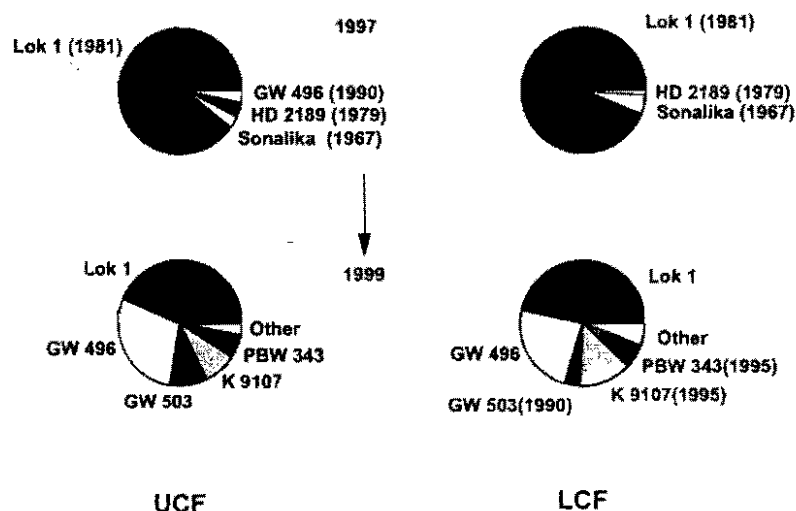 1997
Lok 1 (1981)
GW 496 (1990)
HD 2189 (1979)
Sonalika (1967)
Lok 1 (1981)
HD 2189 (1979)
Sonalika (1967)
1999
Lok 1
Other
PBW 343
K 9107
GW 503
GW 496
Lok 1
Other
PBW 343(1995)
K 9107(1995)
GW 503(1990)
GW 496
UCF
LCF